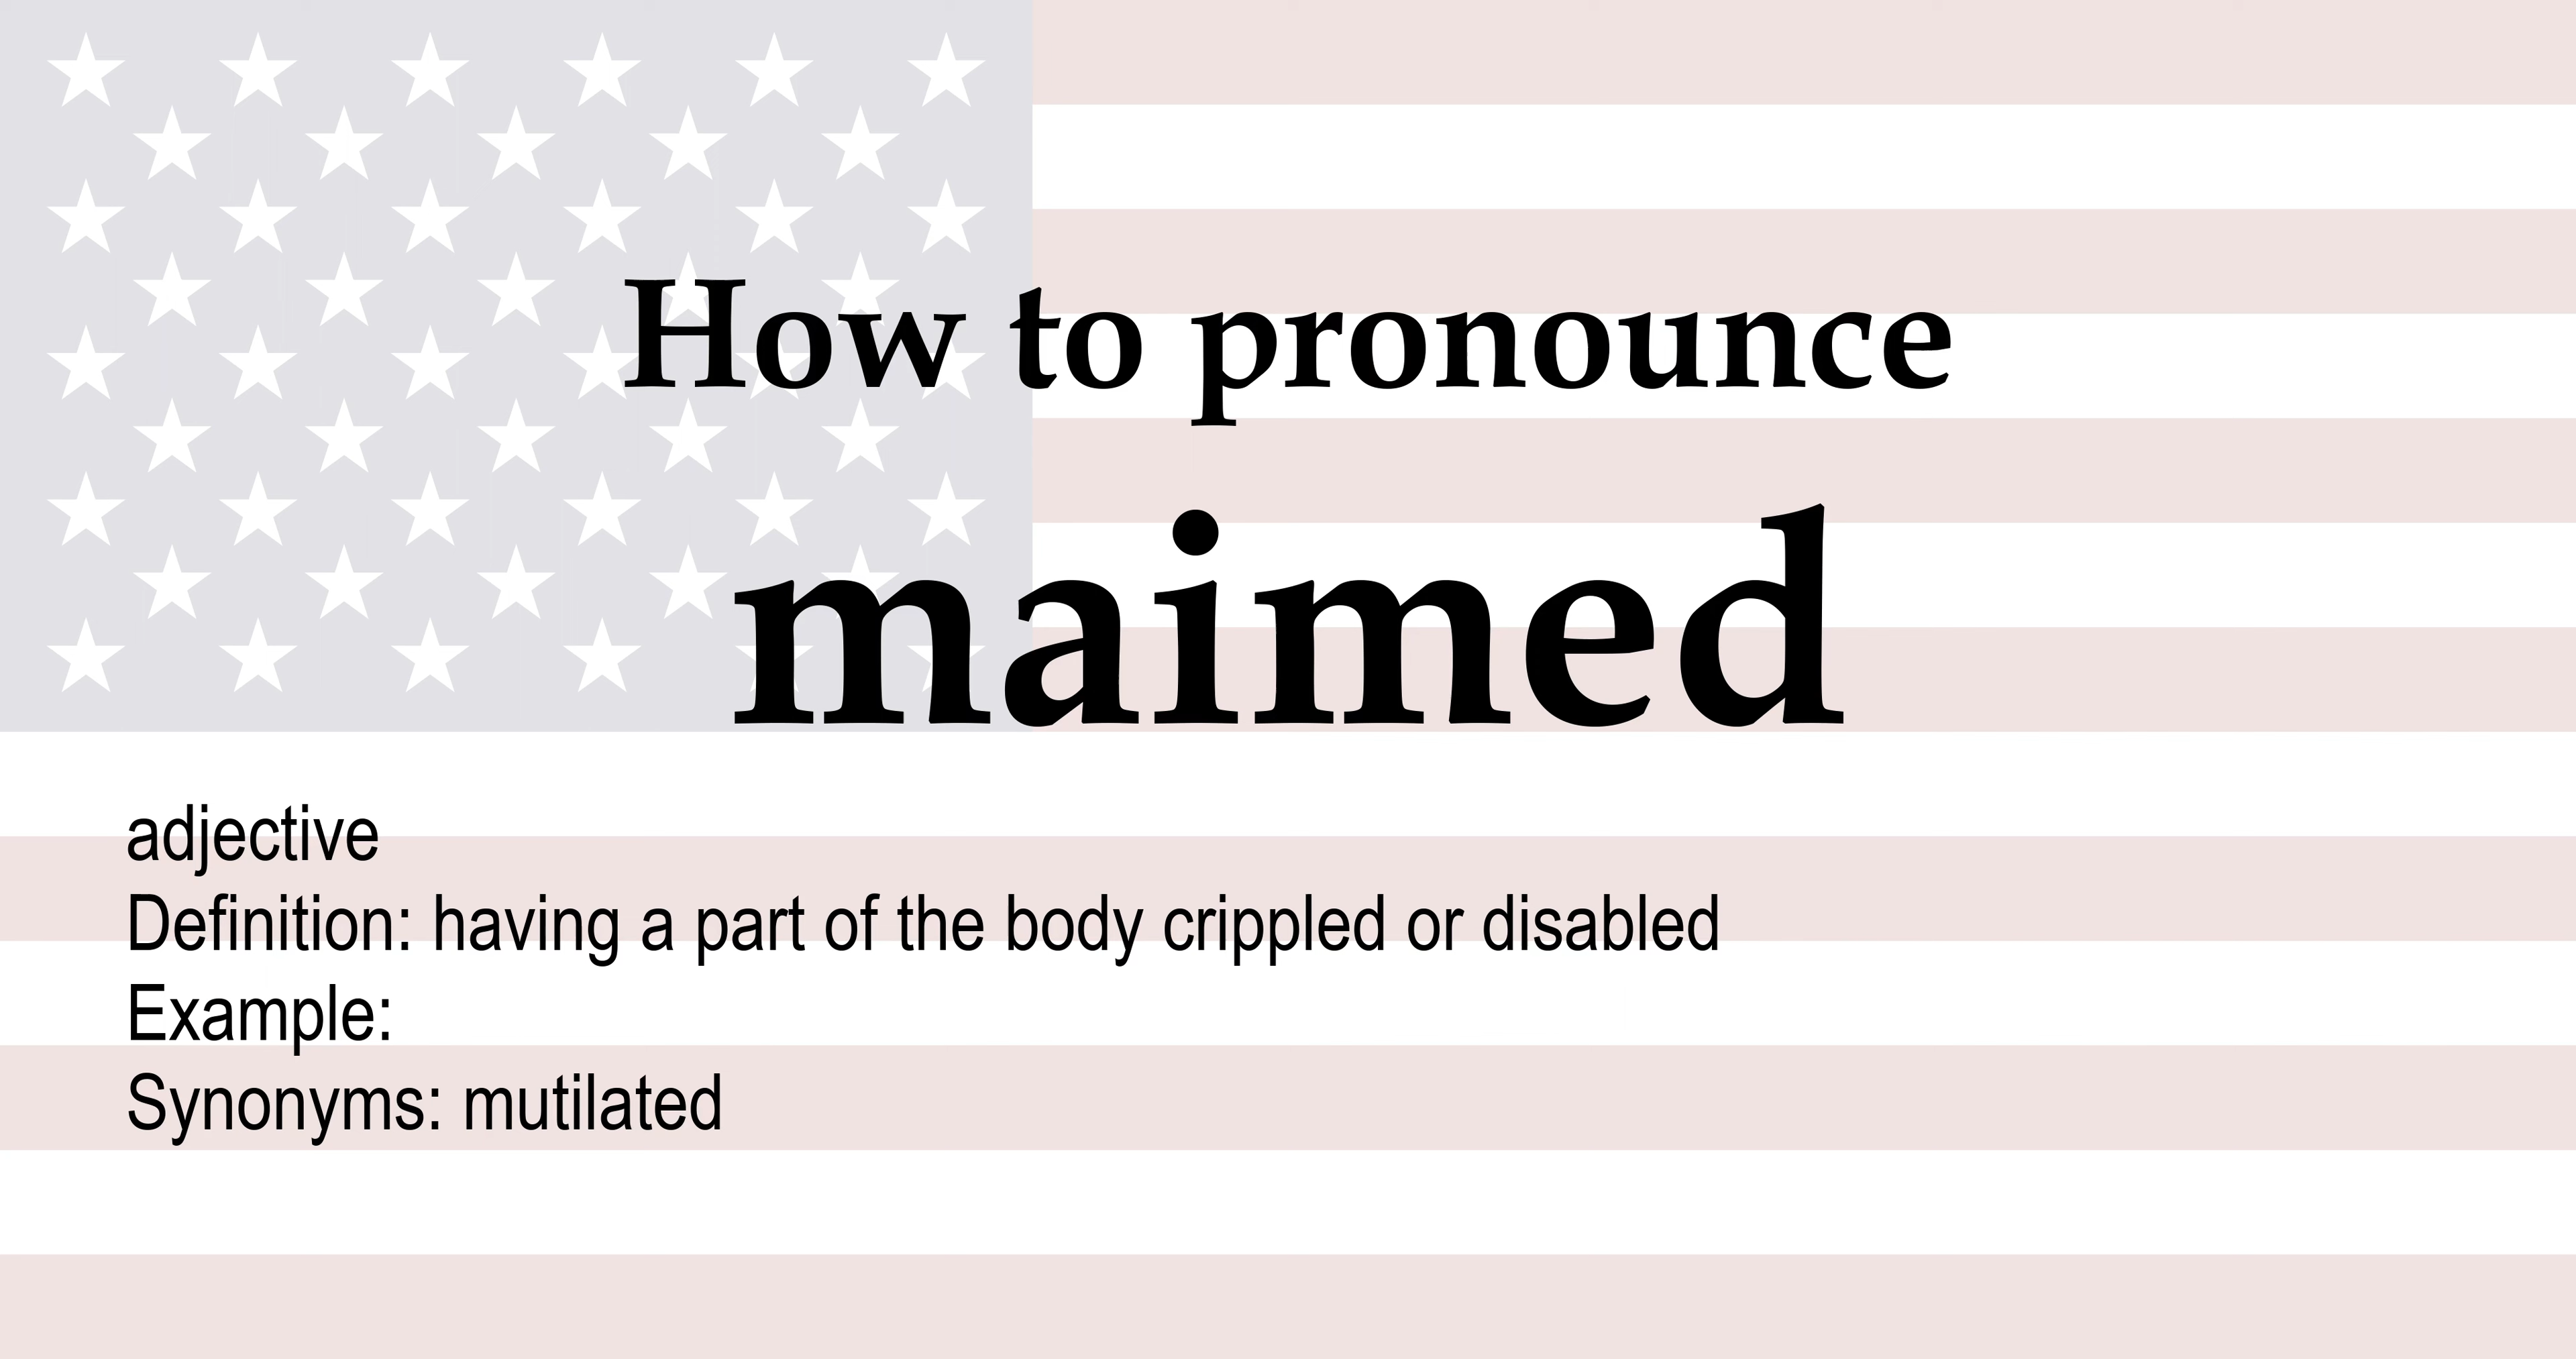 How to pronounce
maimed
adjective
Definition: having a part of the body crippled or disabled
Example:
Synonyms: mutilated